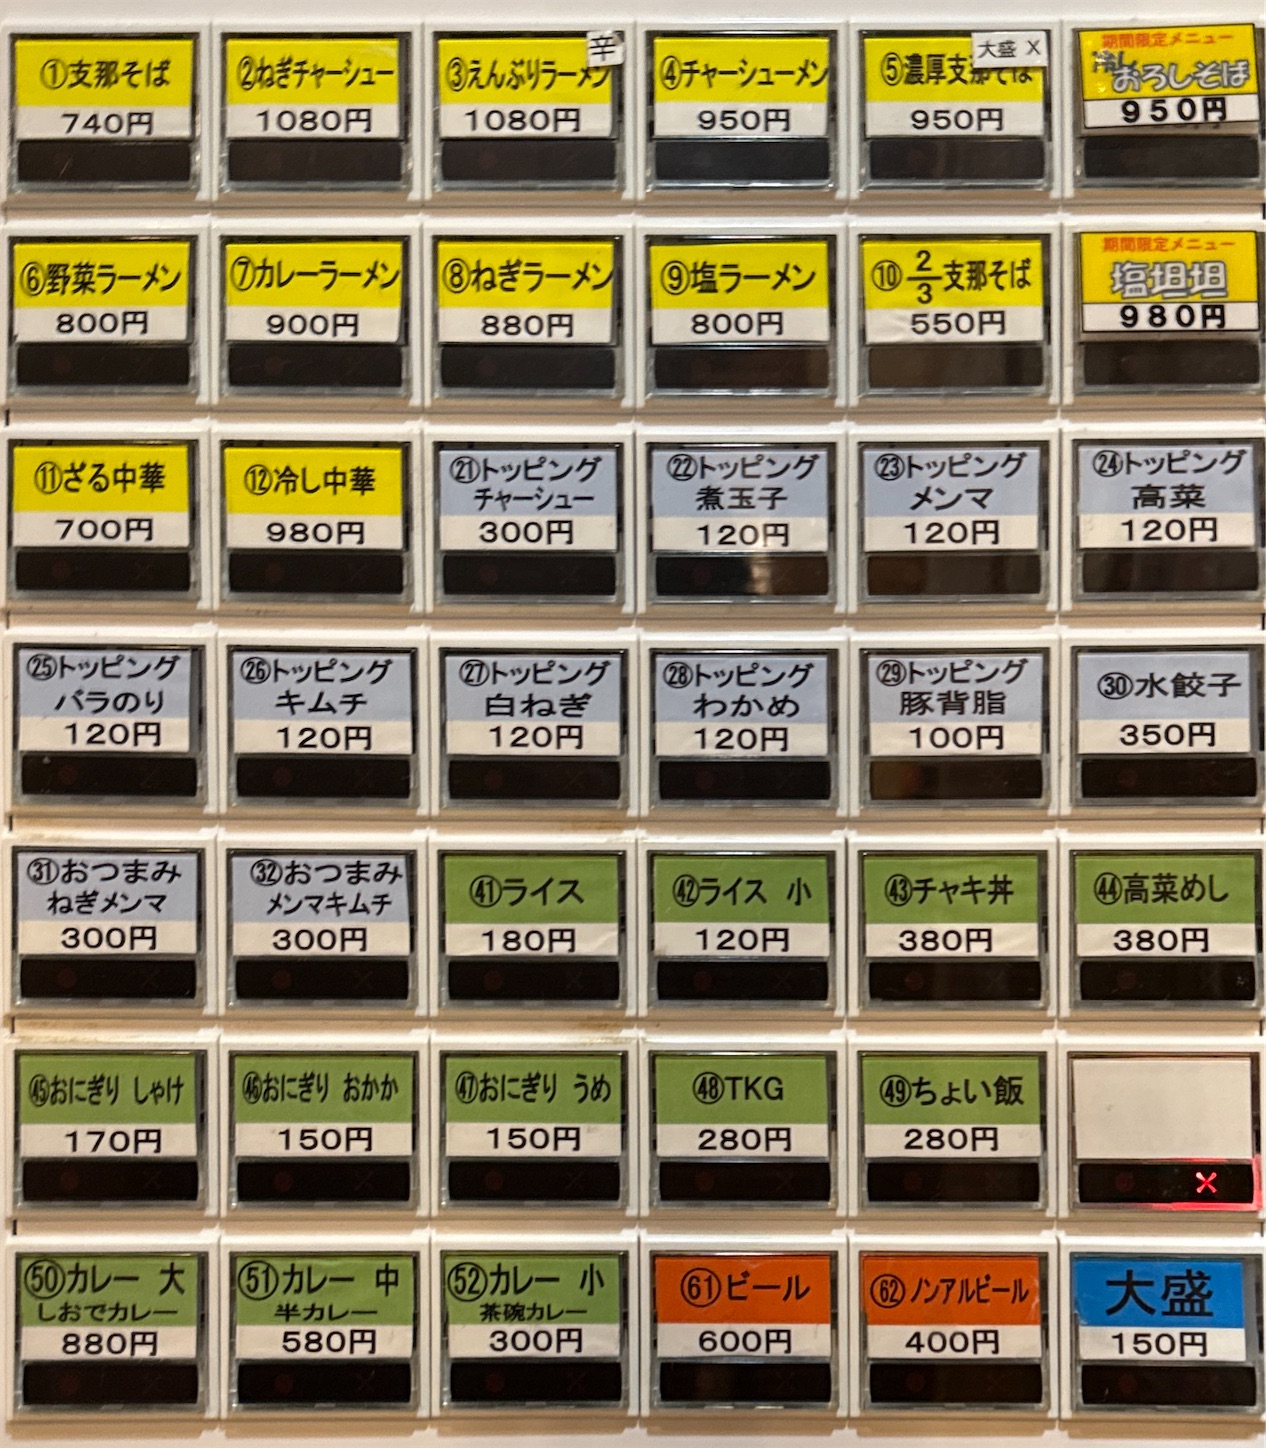 ①支那そば
740円
②ねぎチャーシュー
1080円
辛
③えんぶりラーメン
1080円
④チャーシューメン
950円
大盛 X
⑤濃厚支那そば
950円
期間限定メニュー
冷し
おろしそば
950円
⑥野菜ラーメン
800円
⑦カレーラーメン
900円
⑧ねぎラーメン
880円
⑨塩ラーメン
800円
⑩2/3支那そば
550円
期間限定メニュー
塩坦坦
980円
⑪ざる中華
700円
⑫冷し中華
980円
㉑トッピング
チャーシュー
300円
㉒トッピング
煮玉子
120円
㉓トッピング
メンマ
120円
㉔トッピング
高菜
120円
㉕トッピング
バラのり
120円
㉖トッピング
キムチ
120円
㉗トッピング
白ねぎ
120円
㉘トッピング
わかめ
120円
㉙トッピング
豚背脂
100円
㉚水餃子
350円
㉛おつまみ
ねぎメンマ
300円
㉜おつまみ
メンマキムチ
300円
㊶ライス
180円
㊷ライス 小
120円
㊸チャキ丼
380円
㊹高菜めし
380円
㊺おにぎり しゃけ
170円
㊻おにぎり おかか
150円
㊼おにぎり うめ
150円
㊽TKG
280円
㊾ちょい飯
280円
×
㊿カレー 大
しおでカレー
880円
51カレー 中
半カレー
580円
52カレー 小
茶碗カレー
300円
61ビール
600円
62ノンアルビール
400円
大盛
150円